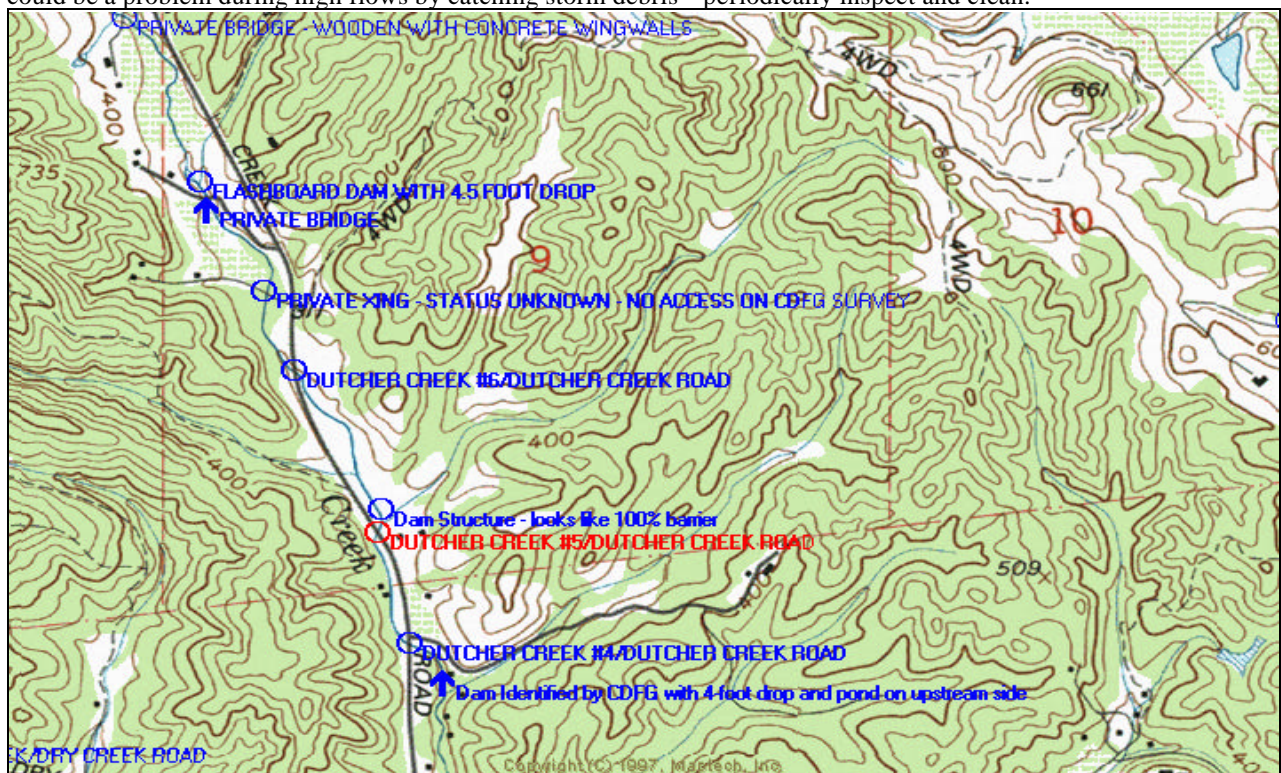 could be a problem during high flows by catching storm debris – periodically inspect and clean.
PRIVATE BRIDGE - WOODEN WITH CONCRETE WINGWALLS
4WD
661
400
CREEK
735
FLASHBOARD DAM WITH 4.5 FOOT DROP
PRIVATE BRIDGE
4WD
600
10
4WD
9
PRIVATE XING - STATUS UNKNOWN - NO ACCESS ON CDFG SURVEY
60
DUTCHER CREEK #6/DUTCHER CREEK ROAD
400
400
Creek
Dam Structure - looks like 100% barrier
DUTCHER CREEK #5/DUTCHER CREEK ROAD
509
400
DUTCHER CREEK #4/DUTCHER CREEK ROAD
ROAD
Dam Identified by CDFG with 4-foot drop and pond on upstream side
EK/DRY CREEK ROAD
DRY
Copyright (C) 1997, Maptech, Inc.